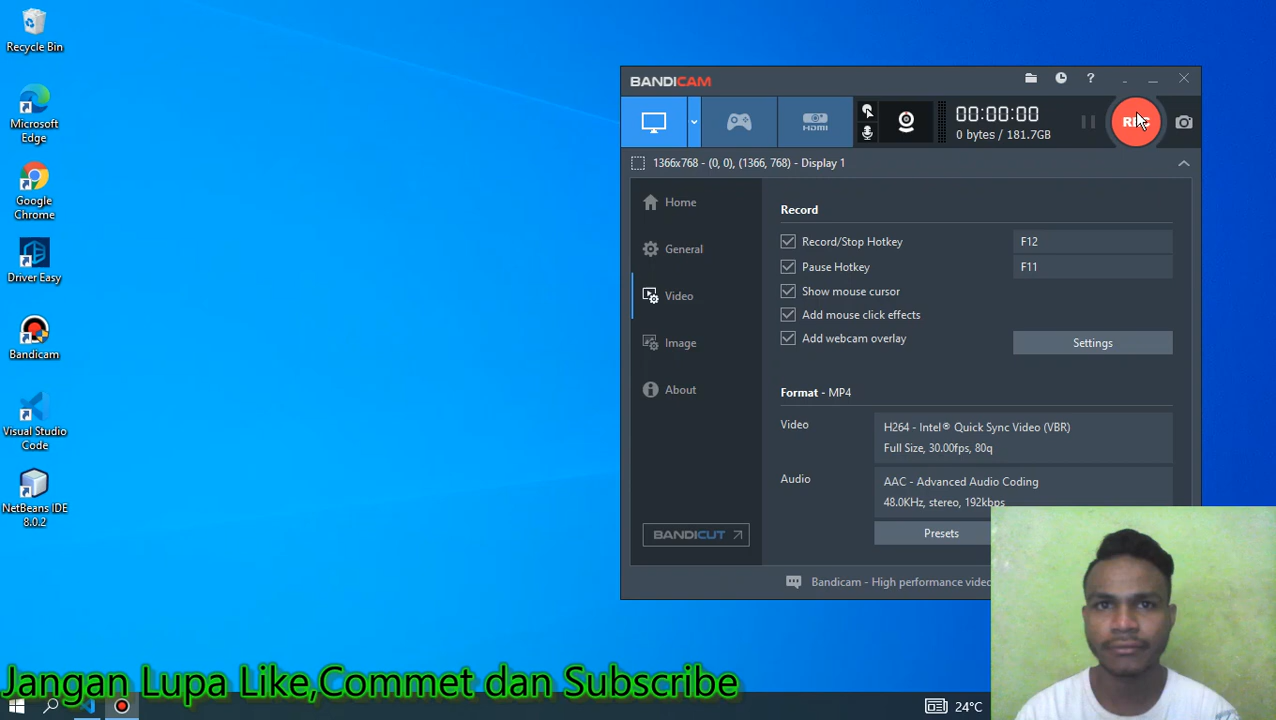 Recycle Bin
Microsoft
Edge
Google
Chrome
Driver Easy
Bandicam
Visual Studio
Code
NetBeans IDE
8.0.2
BANDICAM
?
HDMI
00:00:00
0 bytes / 181.7GB
REC
1366x768 - (0, 0), (1366, 768) - Display 1
Home
General
Video
Image
About
BANDICUT
Record
Record/Stop Hotkey
F12
Pause Hotkey
F11
Show mouse cursor
Add mouse click effects
Add webcam overlay
Settings
Format - MP4
Video
H264 - Intel® Quick Sync Video (VBR)
Full Size, 30.00fps, 80q
Audio
AAC - Advanced Audio Coding
48.0KHz, stereo, 192kbps
Presets
Bandicam - High performance video
Jangan Lupa Like,Commet dan Subscribe
24°C